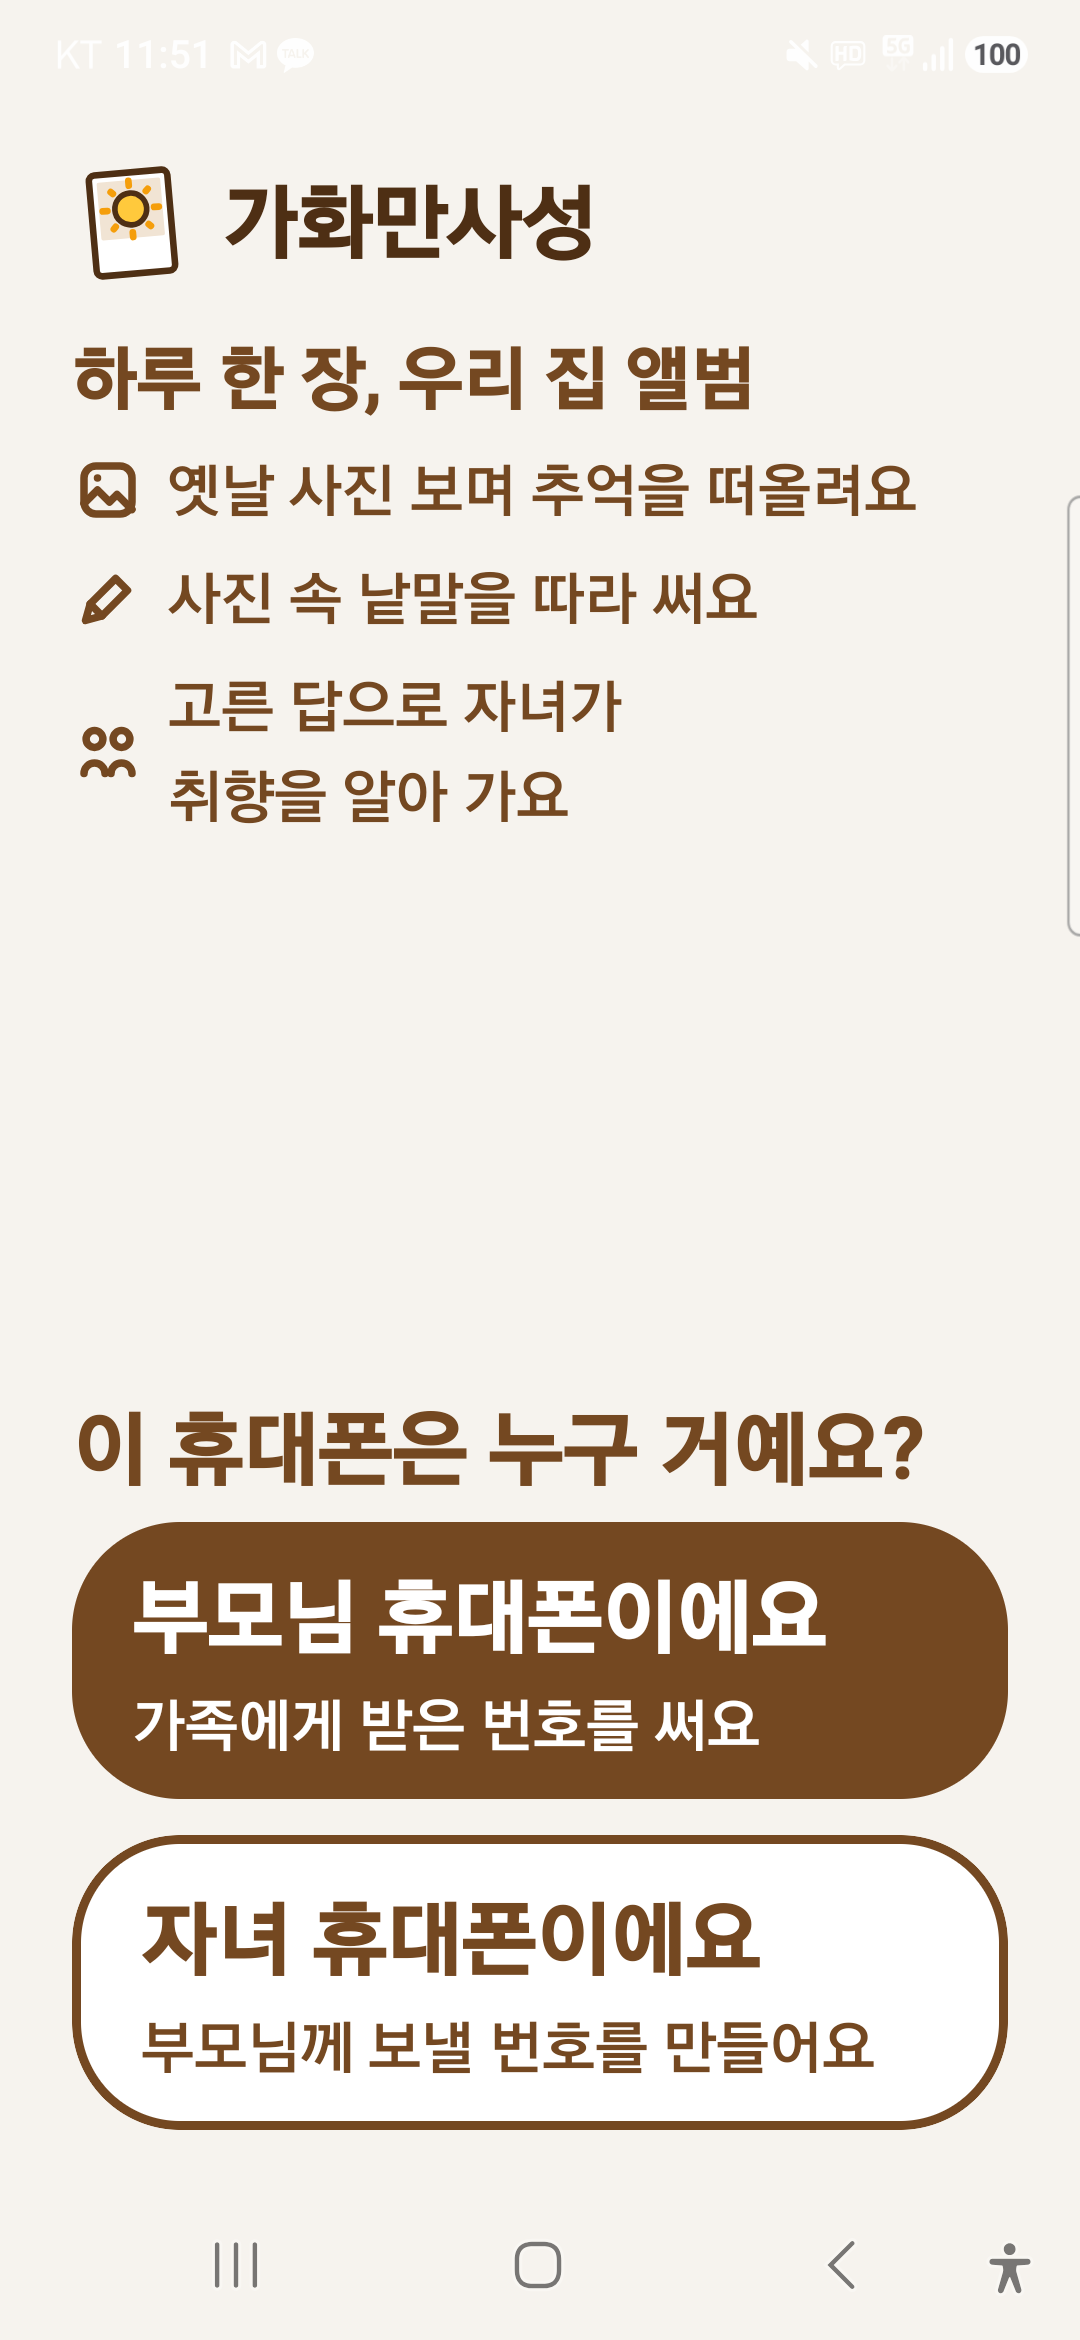 KT 11:51 TALK HD 5G 100
가화만사성
하루 한 장, 우리 집 앨범
옛날 사진 보며 추억을 떠올려요
사진 속 낱말을 따라 써요
고른 답으로 자녀가
취향을 알아 가요
이 휴대폰은 누구 거예요?
부모님 휴대폰이에요
가족에게 받은 번호를 써요
자녀 휴대폰이에요
부모님께 보낼 번호를 만들어요